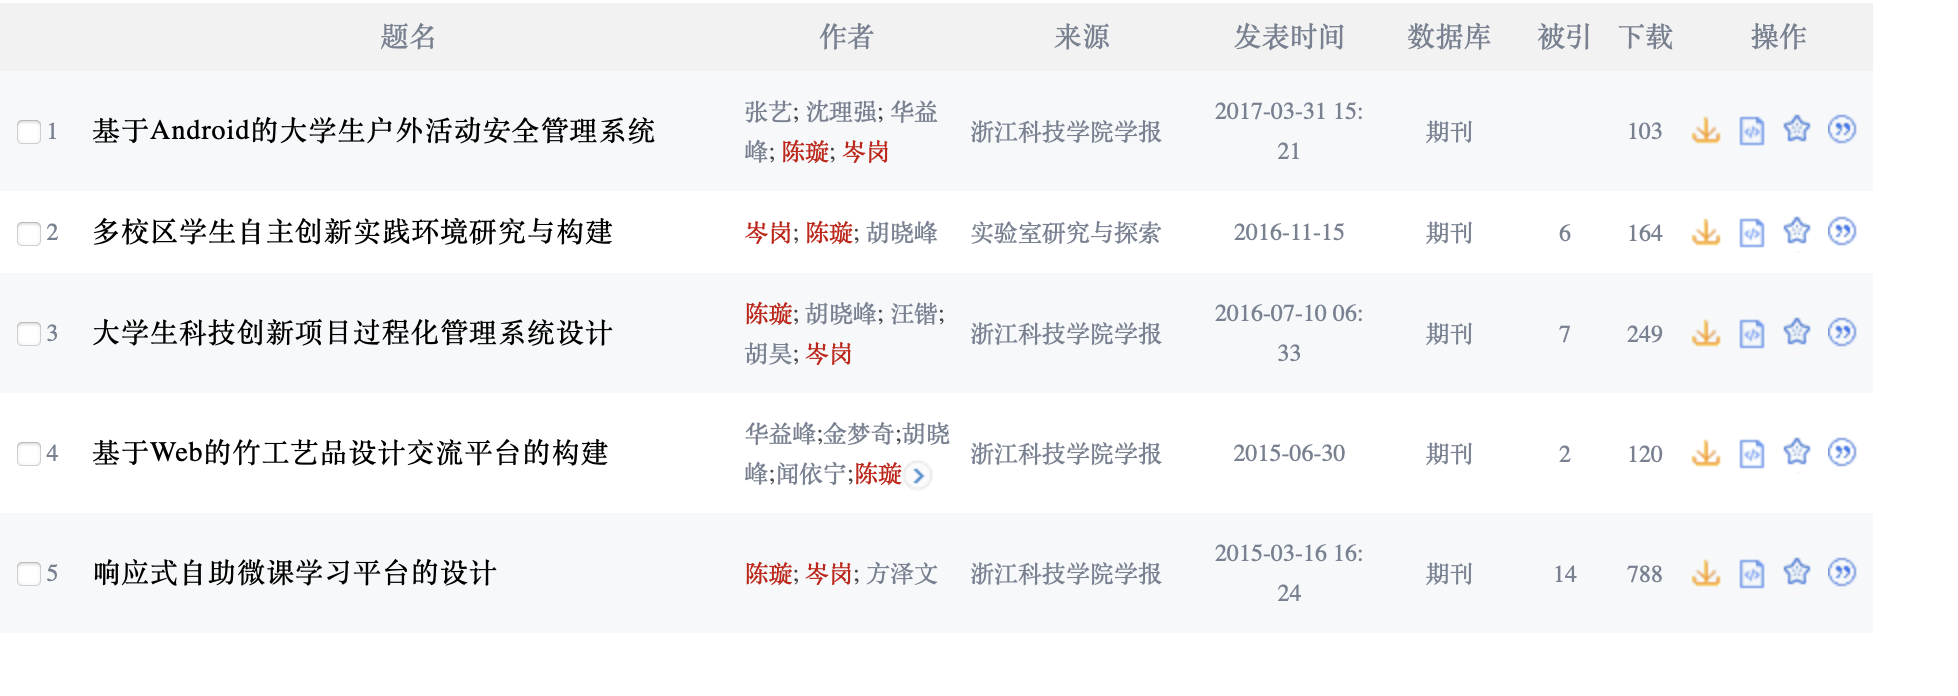 题名 作者 来源 发表时间 数据库 被引 下载 操作
1 基于Android的大学生户外活动安全管理系统 张艺; 沈理强; 华益 浙江科技学院学报 2017-03-31 15: 期刊 103
峰; 陈璇; 岑岗 21
2 多校区学生自主创新实践环境研究与构建 岑岗; 陈璇; 胡晓峰 实验室研究与探索 2016-11-15 期刊 6 164
3 大学生科技创新项目过程化管理系统设计 陈璇; 胡晓峰; 汪锴; 浙江科技学院学报 2016-07-10 06: 期刊 7 249
胡昊; 岑岗 33
4 基于Web的竹工艺品设计交流平台的构建 华益峰;金梦奇;胡晓 浙江科技学院学报 2015-06-30 期刊 2 120
峰;闻依宁;陈璇
5 响应式自助微课学习平台的设计 陈璇; 岑岗; 方泽文 浙江科技学院学报 2015-03-16 16: 期刊 14 788
24